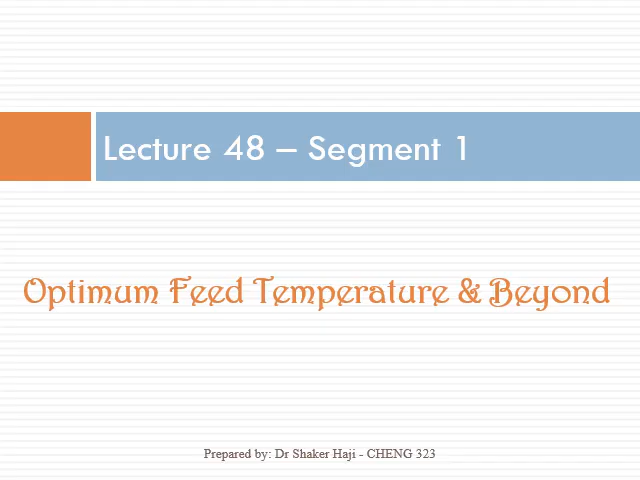 Lecture 48 – Segment 1
Optimum Feed Temperature & Beyond
Prepared by: Dr Shaker Haji - CHENG 323